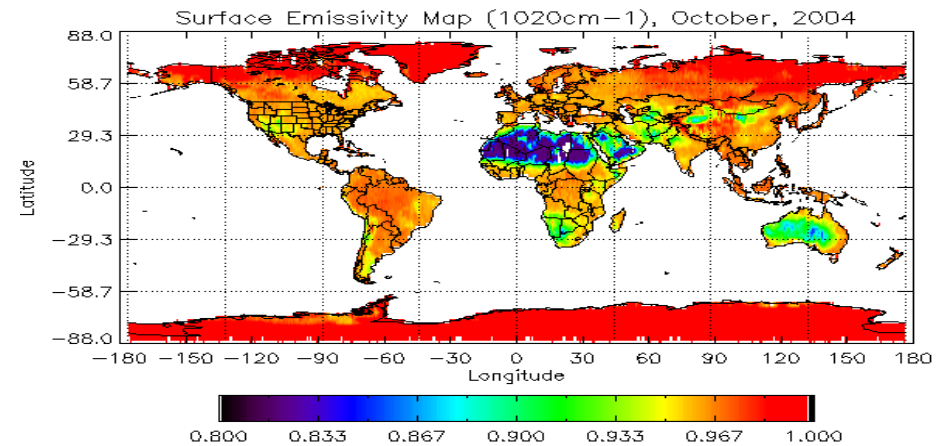 Surface Emissivity Map (1020cm−1), October, 2004
88.0
58.7
29.3
0.0
−29.3
−58.7
−88.0
Latitude
−180 −150 −120 −90 −60 −30 0 30 60 90 120 150 180
Longitude
0.800 0.833 0.867 0.900 0.933 0.967 1.000